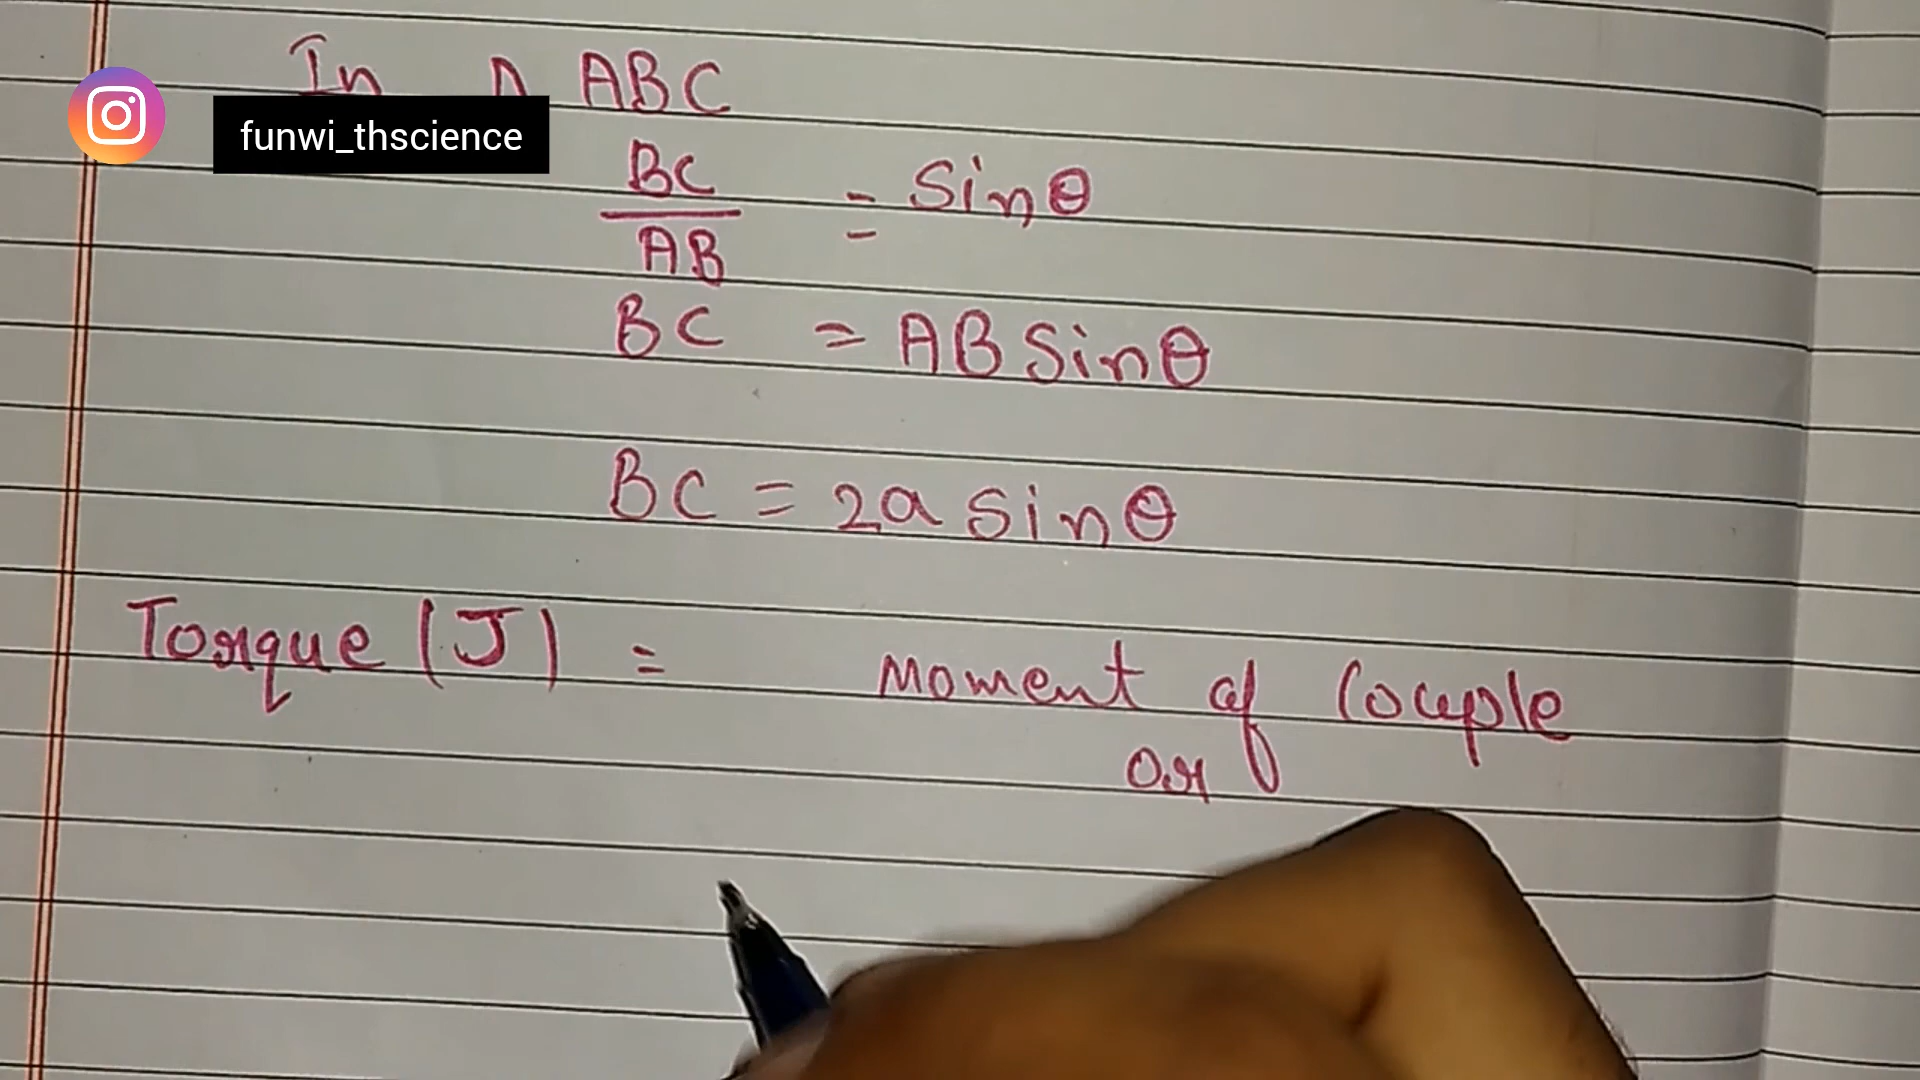 In Δ ABC
funwi_thscience
BC/AB = Sinθ
BC = AB Sinθ
BC = 2a Sinθ
Torque (J) = Moment of Couple
Or